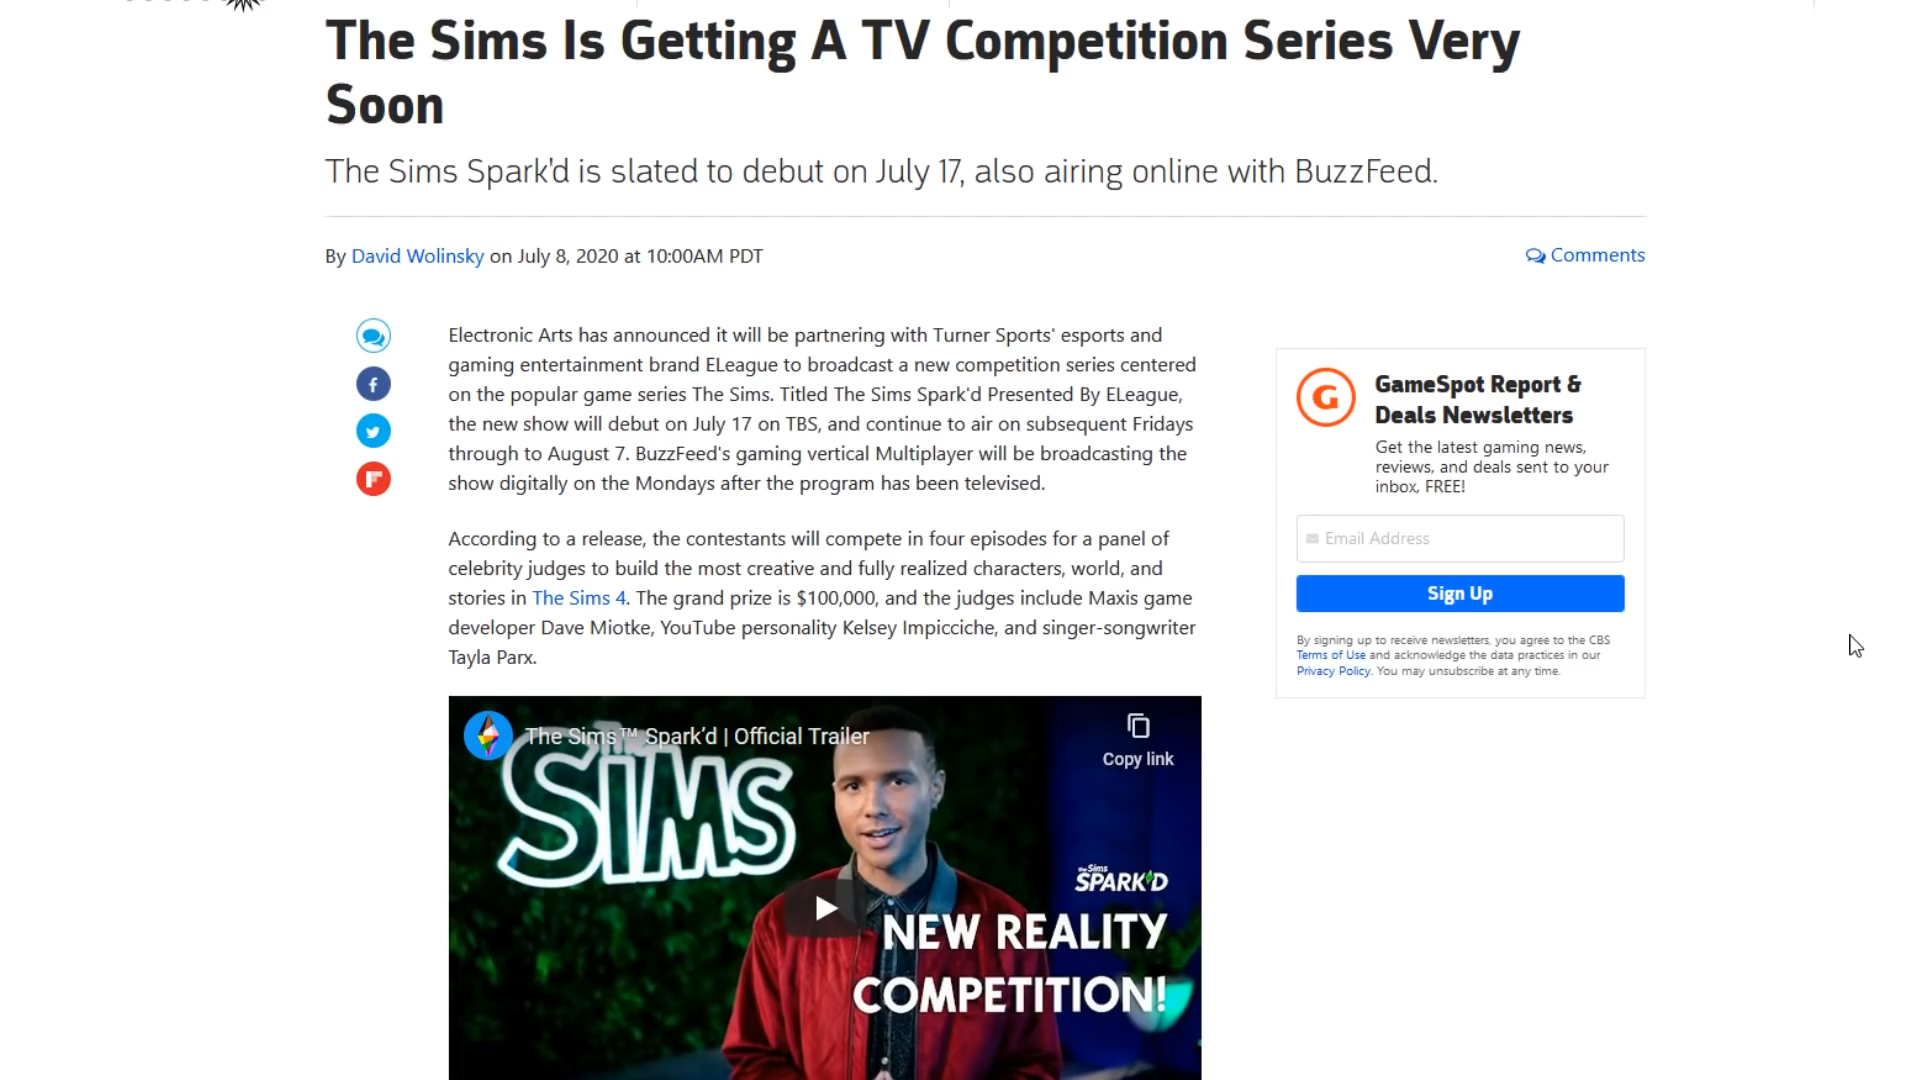 The Sims Is Getting A TV Competition Series Very
Soon
The Sims Spark'd is slated to debut on July 17, also airing online with BuzzFeed.
By David Wolinsky on July 8, 2020 at 10:00AM PDT
Comments
Electronic Arts has announced it will be partnering with Turner Sports' esports and
gaming entertainment brand ELeague to broadcast a new competition series centered
on the popular game series The Sims. Titled The Sims Spark'd Presented By ELeague,
the new show will debut on July 17 on TBS, and continue to air on subsequent Fridays
through to August 7. BuzzFeed's gaming vertical Multiplayer will be broadcasting the
show digitally on the Mondays after the program has been televised.
According to a release, the contestants will compete in four episodes for a panel of
celebrity judges to build the most creative and fully realized characters, world, and
stories in The Sims 4. The grand prize is $100,000, and the judges include Maxis game
developer Dave Miotke, YouTube personality Kelsey Impicciche, and singer-songwriter
Tayla Parx.
The Sims™ Spark'd | Official Trailer
Copy link
The SIMS
The Sims
SPARK'D
NEW REALITY
COMPETITION!
G
GameSpot Report &
Deals Newsletters
Get the latest gaming news,
reviews, and deals sent to your
inbox, FREE!
Email Address
Sign Up
By signing up to receive newsletters, you agree to the CBS
Terms of Use and acknowledge the data practices in our
Privacy Policy. You may unsubscribe at any time.